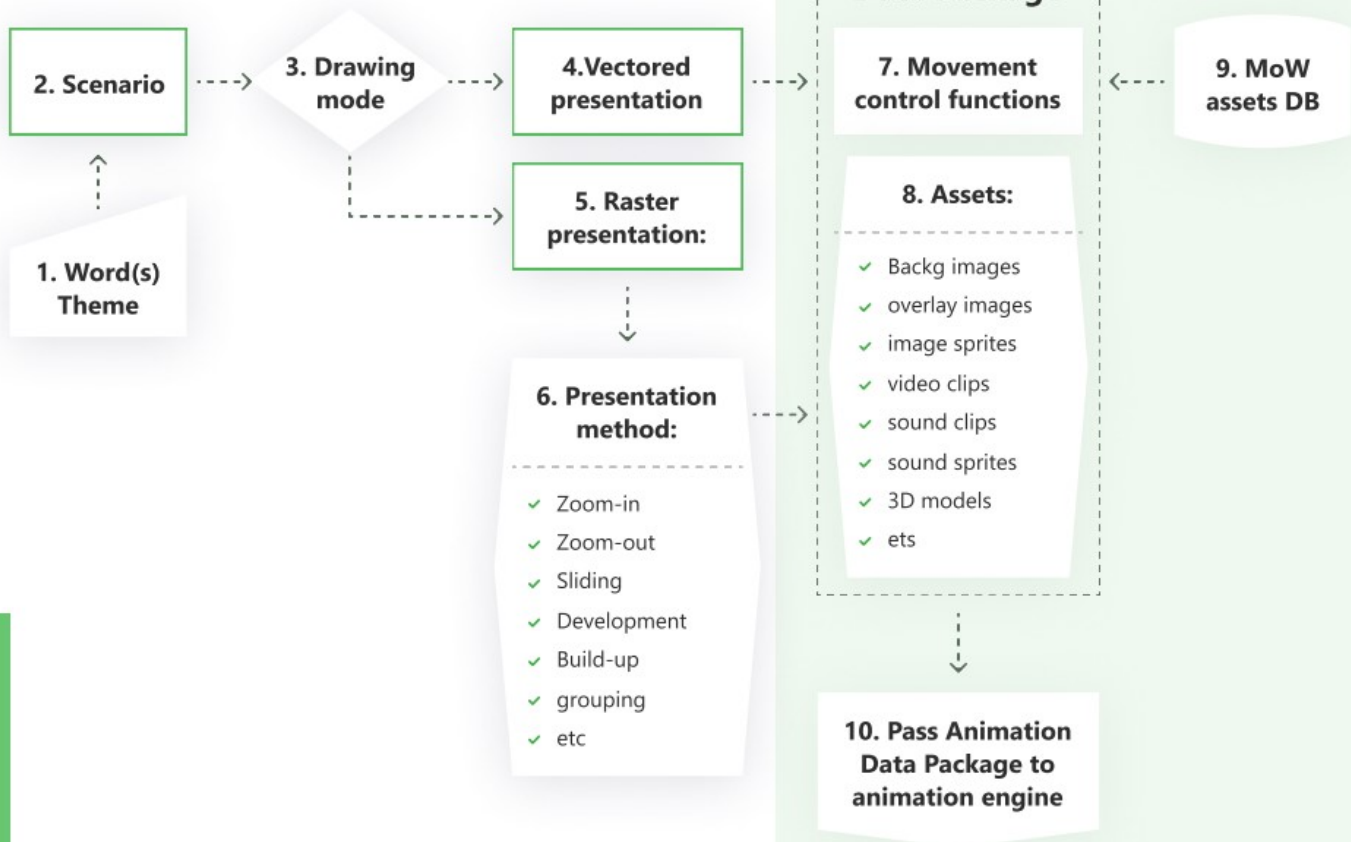 2. Scenario
3. Drawing
mode
4.Vectored
presentation
7. Movement
control functions
9. MoW
assets DB
1. Word(s)
Theme
5. Raster
presentation:
6. Presentation
method:
Zoom-in
Zoom-out
Sliding
Development
Build-up
grouping
etc
8. Assets:
Backg images
overlay images
image sprites
video clips
sound clips
sound sprites
3D models
ets
10. Pass Animation
Data Package to
animation engine